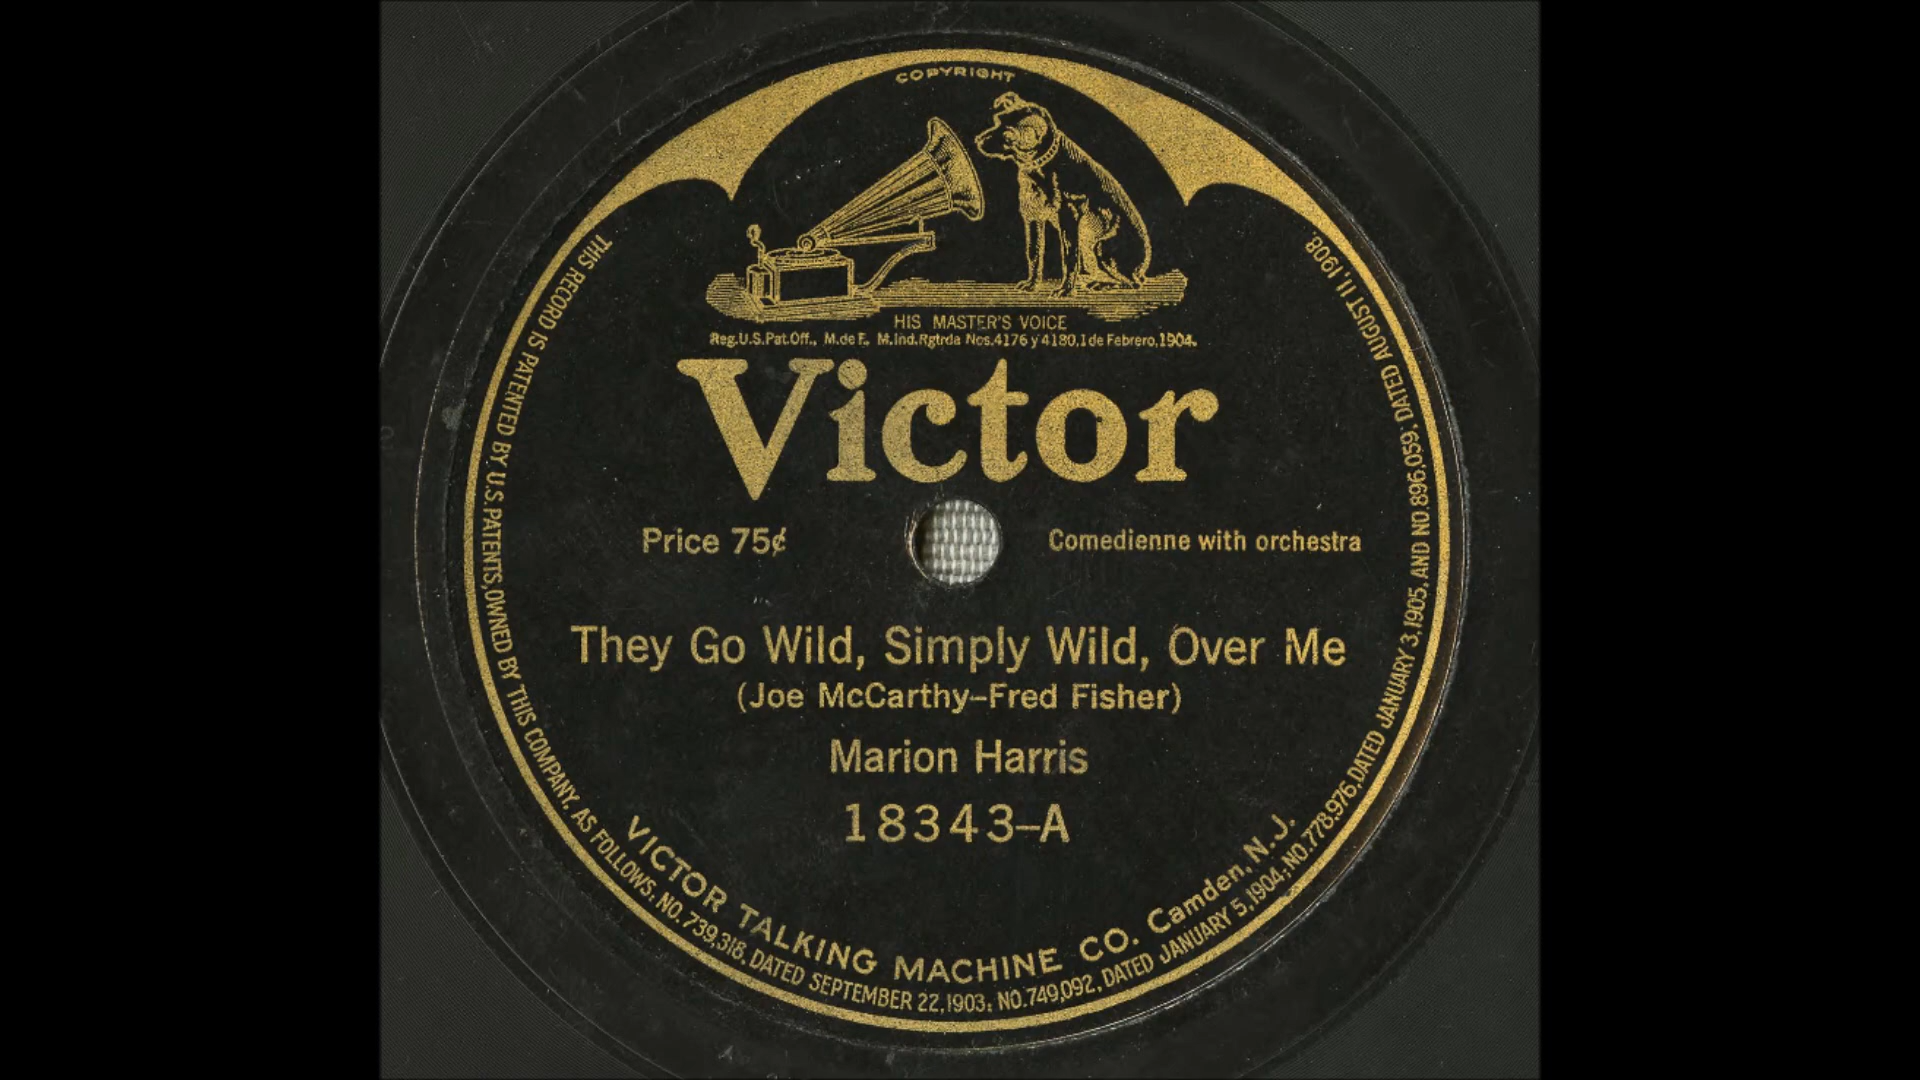 COPYRIGHT
HIS MASTER'S VOICE
Reg.U.S.Pat.Off., M.de F., M.Ind.Rgtrda Nos.4176 y 4180,1 de Febrero,1904.
Victor
Price 75¢
Comedienne with orchestra
They Go Wild, Simply Wild, Over Me
(Joe McCarthy–Fred Fisher)
Marion Harris
18343–A
VICTOR TALKING MACHINE CO. Camden, N.J.
THIS RECORD IS PATENTED BY U.S. PATENTS, OWNED BY THIS COMPANY, AS FOLLOWS: NO.739,318, DATED SEPTEMBER 22, 1903; NO.749,092, DATED JANUARY 5, 1904; NO.778,976, DATED JANUARY 3, 1905, AND NO.896,059, DATED AUGUST 11, 1908.